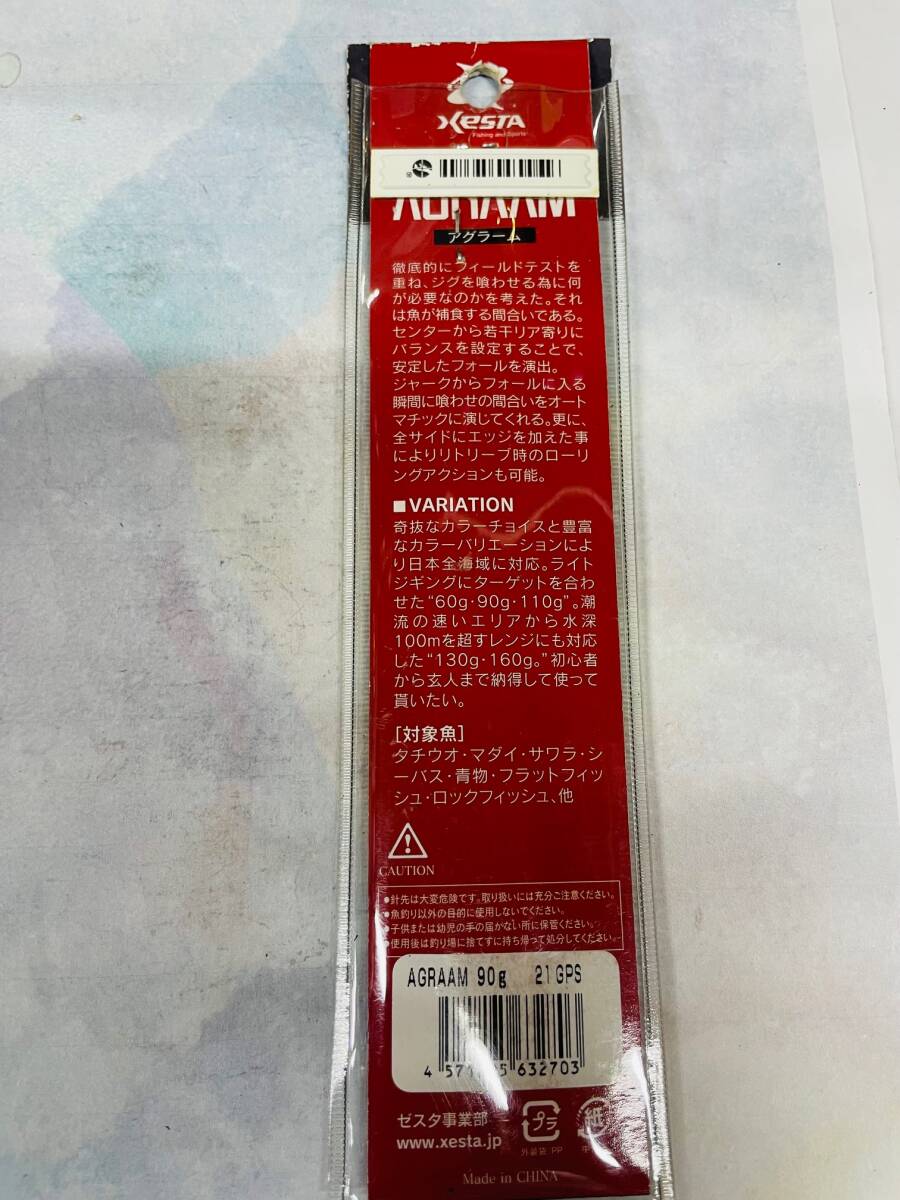 XESTA
Fishing and Sports
AGRAAM
アグラーム
徹底的にフィールドテストを
重ね、ジグを喰わせる為に何
が必要なのかを考えた。それ
は魚が補食する間合いである。
センターから若干リア寄りに
バランスを設定することで、
安定したフォールを演出。
ジャークからフォールに入る
瞬間に喰わせの間合いをオート
マチックに演じてくれる。更に、
全サイドにエッジを加えた事
によりリトリーブ時のローリ
ングアクションも可能。
■VARIATION
奇抜なカラーチョイスと豊富
なカラーバリエーションによ
り日本全海域に対応。ライト
ジギングにターゲットを合わ
せた“60g・90g・110g”。潮
流の速いエリアから水深
100mを超すレンジにも対応
した“130g・160g。”初心者
から玄人まで納得して使って
貰いたい。
[対象魚]
タチウオ・マダイ・サワラ・シ
ーバス・青物・フラットフィッ
シュ・ロックフィッシュ、他
CAUTION
●針先は大変危険です。取り扱いには充分ご注意ください。
●魚釣り以外の目的に使用しないでください。
●子供または幼児の手の届かない所に保管ください。
●使用後は釣り場に捨てずに持ち帰って処分してください。
AGRAAM 90g 21 GPS
632703
ゼスタ事業部
www.xesta.jp
プラ
外装袋 PP
紙
Made in CHINA